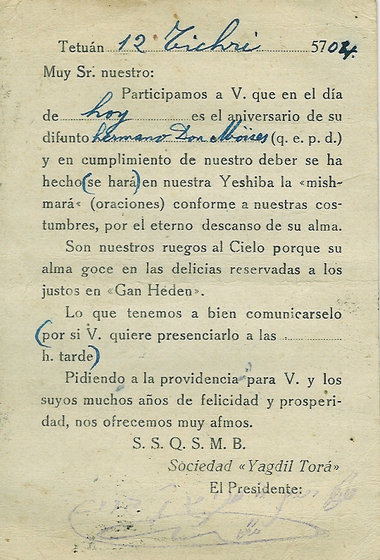 Tetuán 12 Tichri 5704.
Muy Sr. nuestro:
Participamos a V. que en el día
de hoy es el aniversario de su
difunto hermano Don Moises (q. e. p. d.)
y en cumplimiento de nuestro deber se ha
hecho (se hará) en nuestra Yeshiba la «mish-
mará« (oraciones) conforme a nuestras cos-
tumbres, por el eterno descanso de su alma.
Son nuestros ruegos al Cielo porque su
alma goce en las delicias reservadas a los
justos en «Gan Heden».
Lo que tenemos a bien comunicarselo
(por si V. quiere presenciarlo a las
h. tarde)
Pidiendo a la providencia para V. y los
suyos muchos años de felicidad y prosperi-
dad, nos ofrecemos muy afmos.
S. S. Q. S. M. B.
Sociedad «Yagdil Torá»
El Presidente: